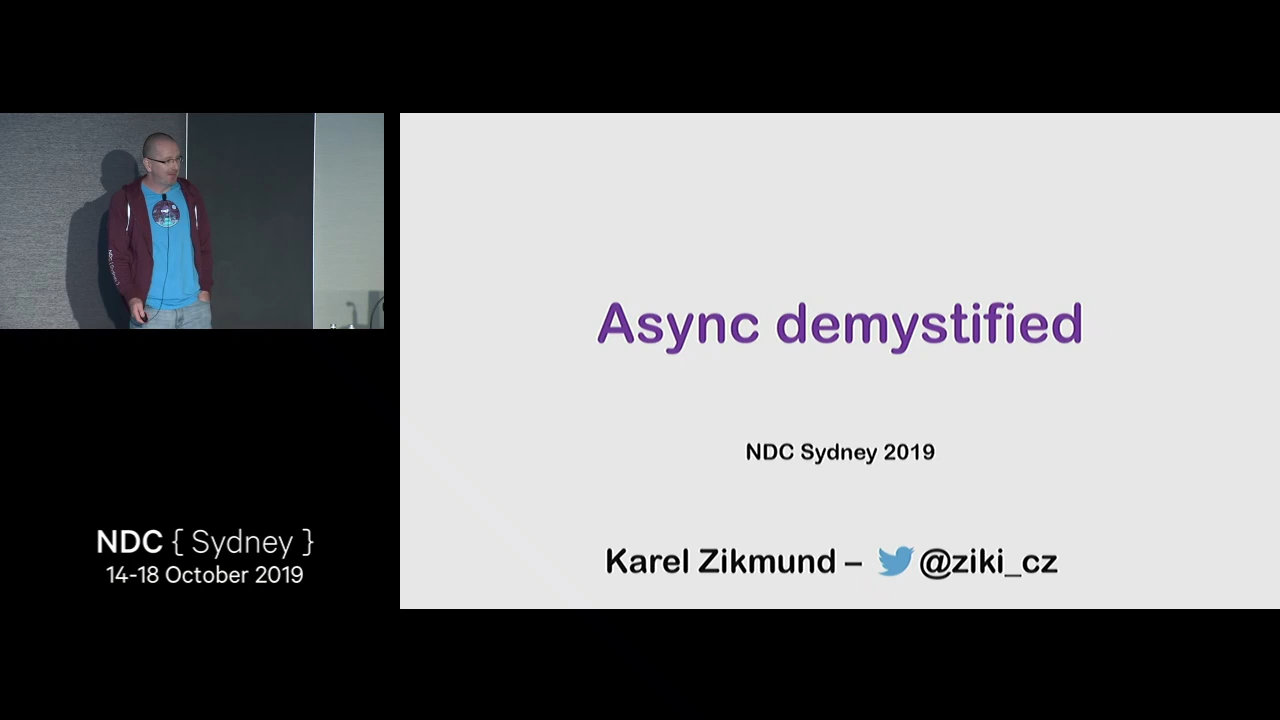 Async demystified
NDC Sydney 2019
Karel Zikmund – @ziki_cz
NDC { Sydney }
14-18 October 2019